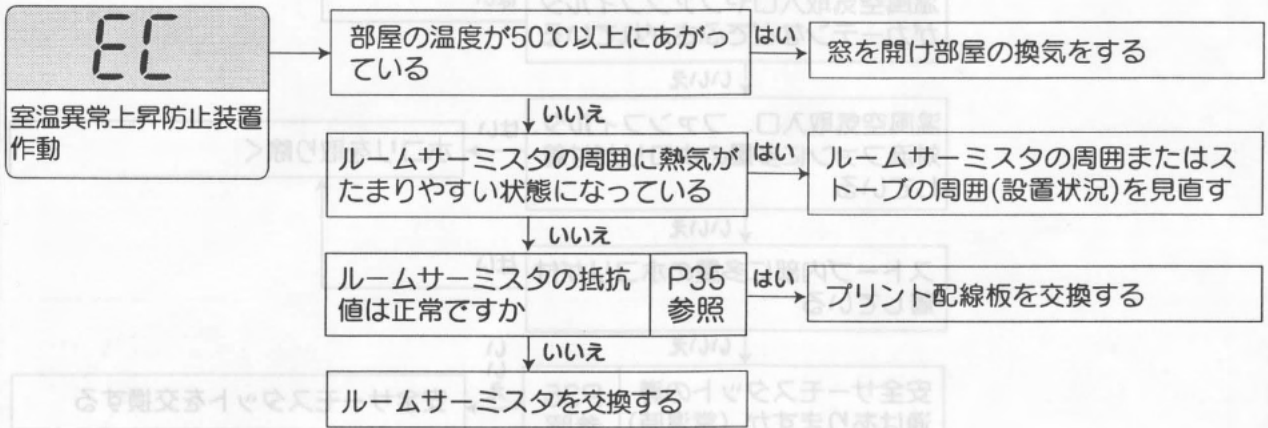 EC
室温異常上昇防止装置
作動
部屋の温度が50℃以上にあがっ
ている
はい
窓を開け部屋の換気をする
いいえ
ルームサーミスタの周囲に熱気が
たまりやすい状態になっている
はい
ルームサーミスタの周囲またはス
トーブの周囲(設置状況)を見直す
いいえ
ルームサーミスタの抵抗
値は正常ですか
P35
参照
はい
プリント配線板を交換する
いいえ
ルームサーミスタを交換する